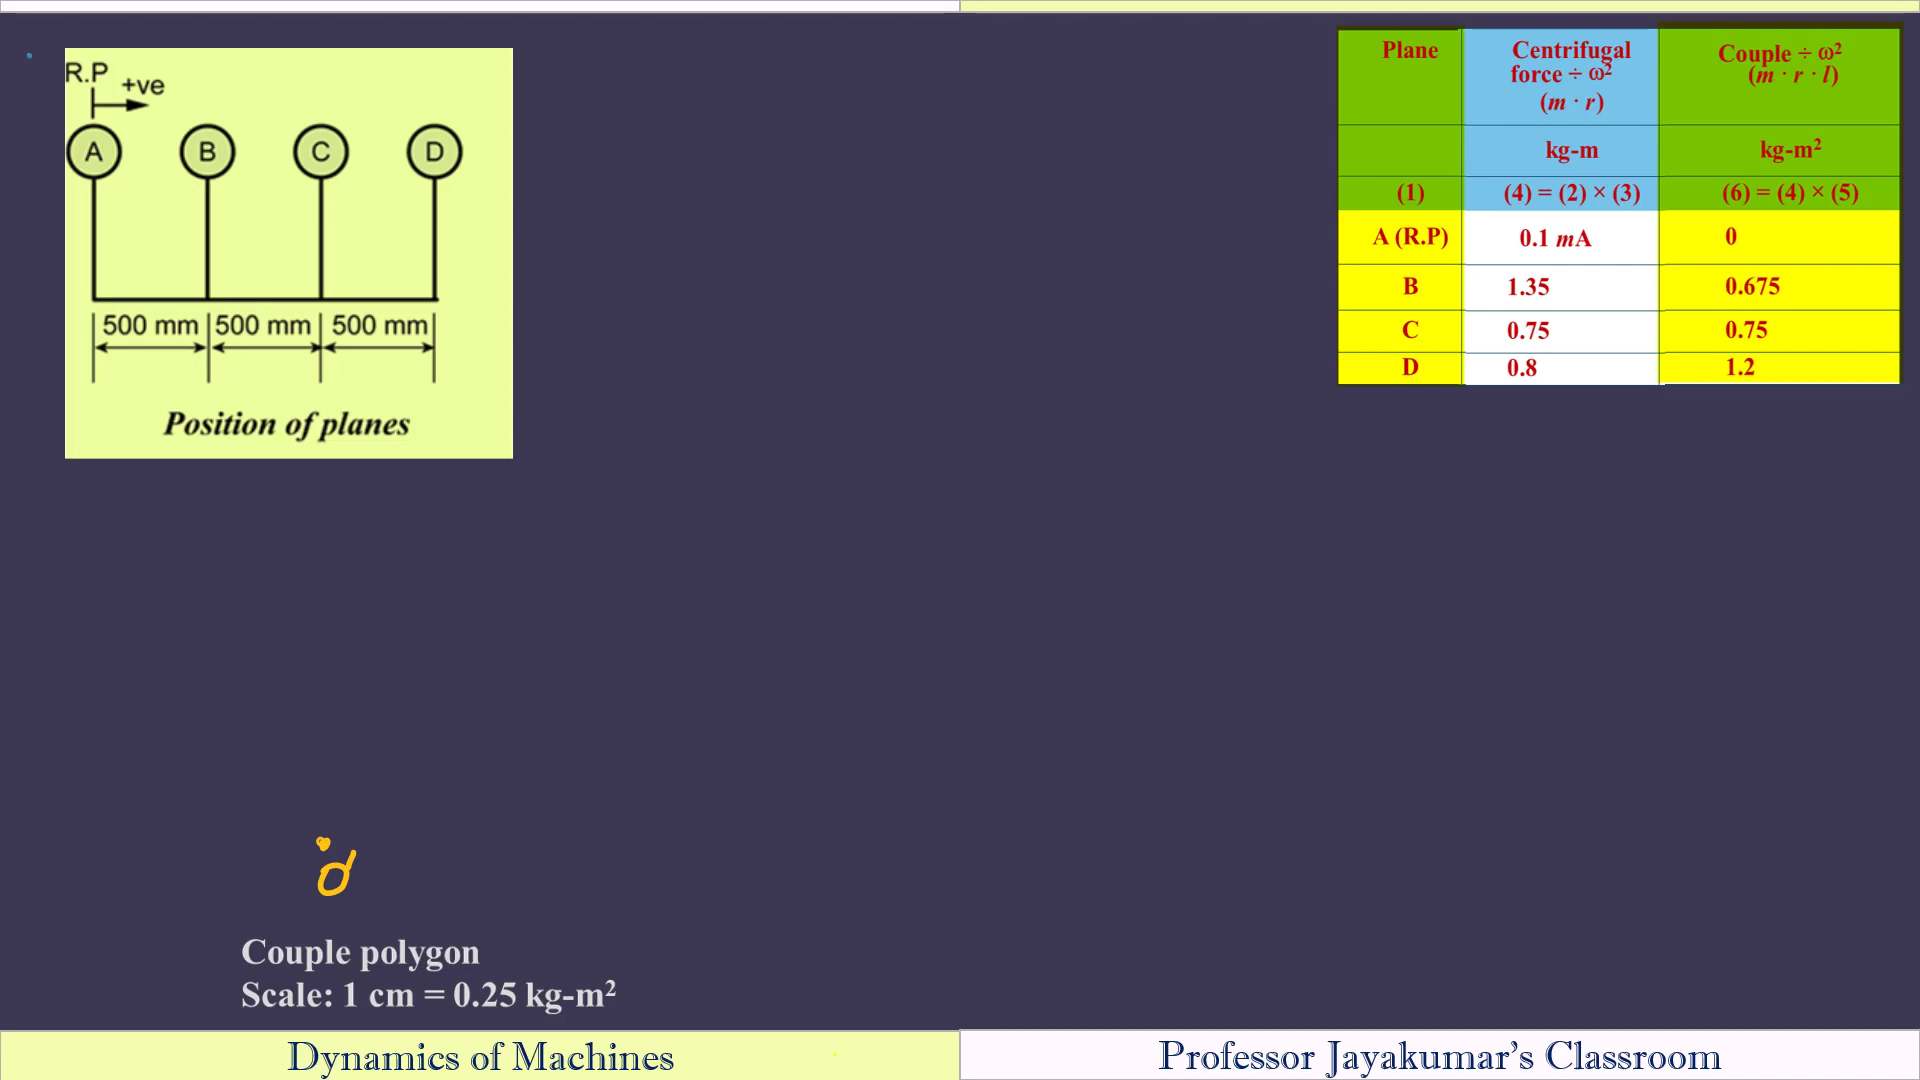 R.P
+ve
A B C D
500 mm 500 mm 500 mm
Position of planes
Plane Centrifugal force ÷ ω² (m · r) Couple ÷ ω² (m · r · l)
kg-m kg-m²
(1) (4) = (2) × (3) (6) = (4) × (5)
A (R.P) 0.1 mA 0
B 1.35 0.675
C 0.75 0.75
D 0.8 1.2
Couple polygon
Scale: 1 cm = 0.25 kg-m²
Dynamics of Machines
Professor Jayakumar’s Classroom